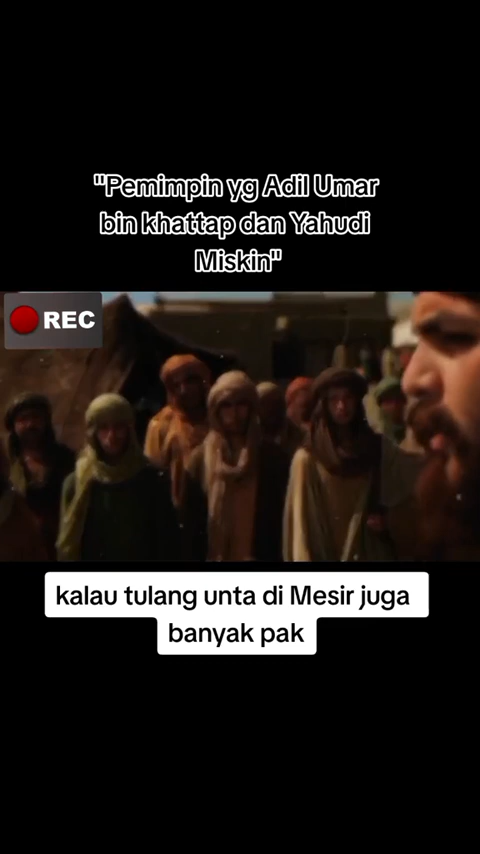 "Pemimpin yg Adil Umar
bin khattap dan Yahudi
Miskin"
REC
kalau tulang unta di Mesir juga
banyak pak